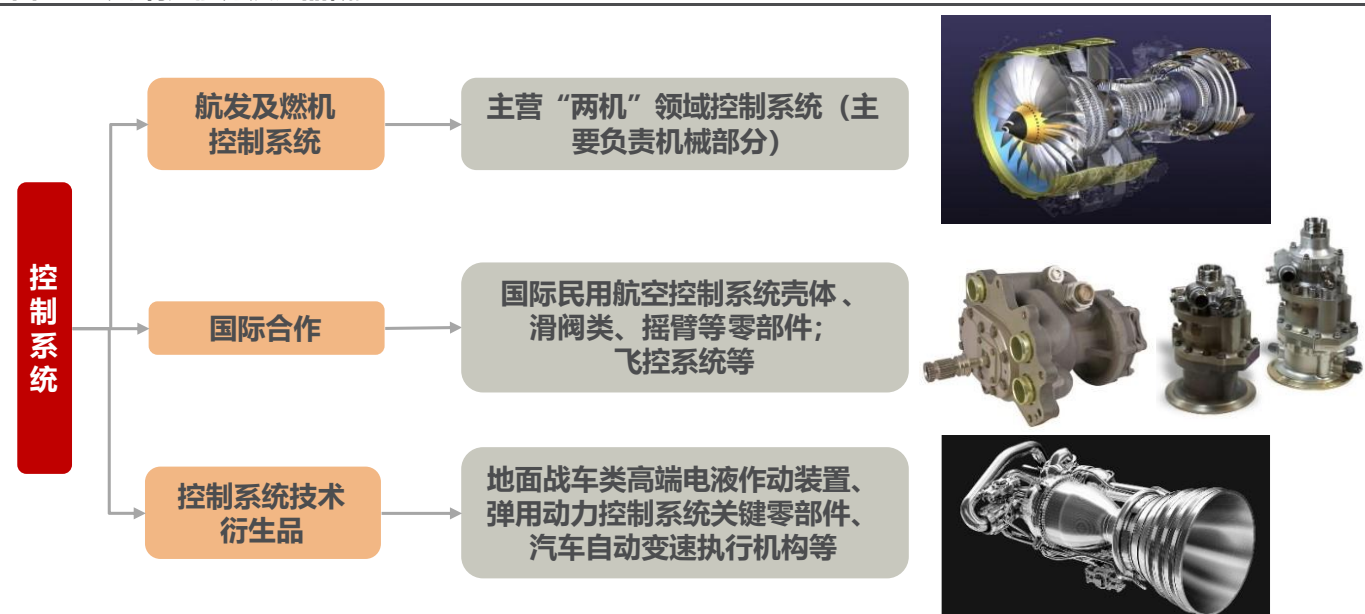 控制系统
航发及燃机
控制系统
主营“两机”领域控制系统（主
要负责机械部分）
国际合作
国际民用航空控制系统壳体、
滑阀类、摇臂等零部件；
飞控系统等
控制系统技术
衍生品
地面战车类高端电液作动装置、
弹用动力控制系统关键零部件、
汽车自动变速执行机构等